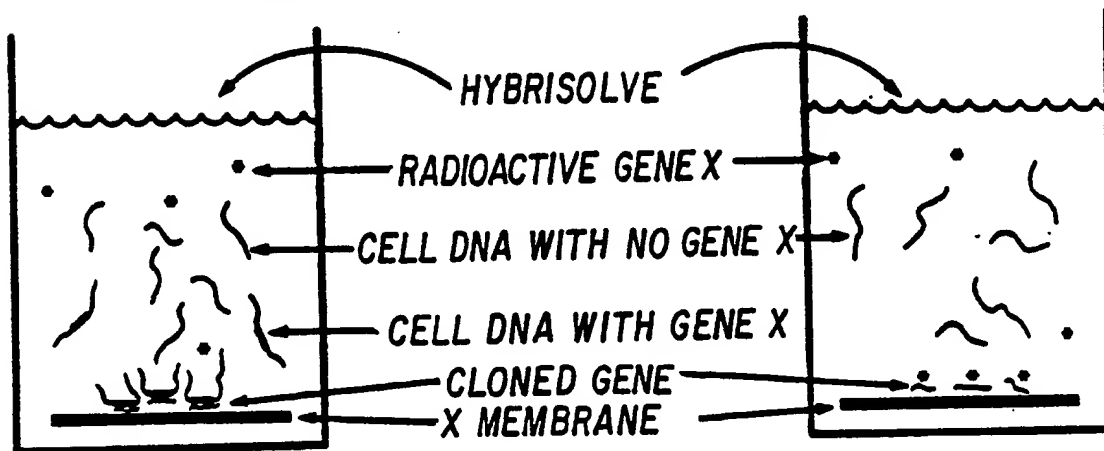 HYBRISOLVE
RADIOACTIVE GENE X
CELL DNA WITH NO GENE X
CELL DNA WITH GENE X
CLONED GENE
X MEMBRANE